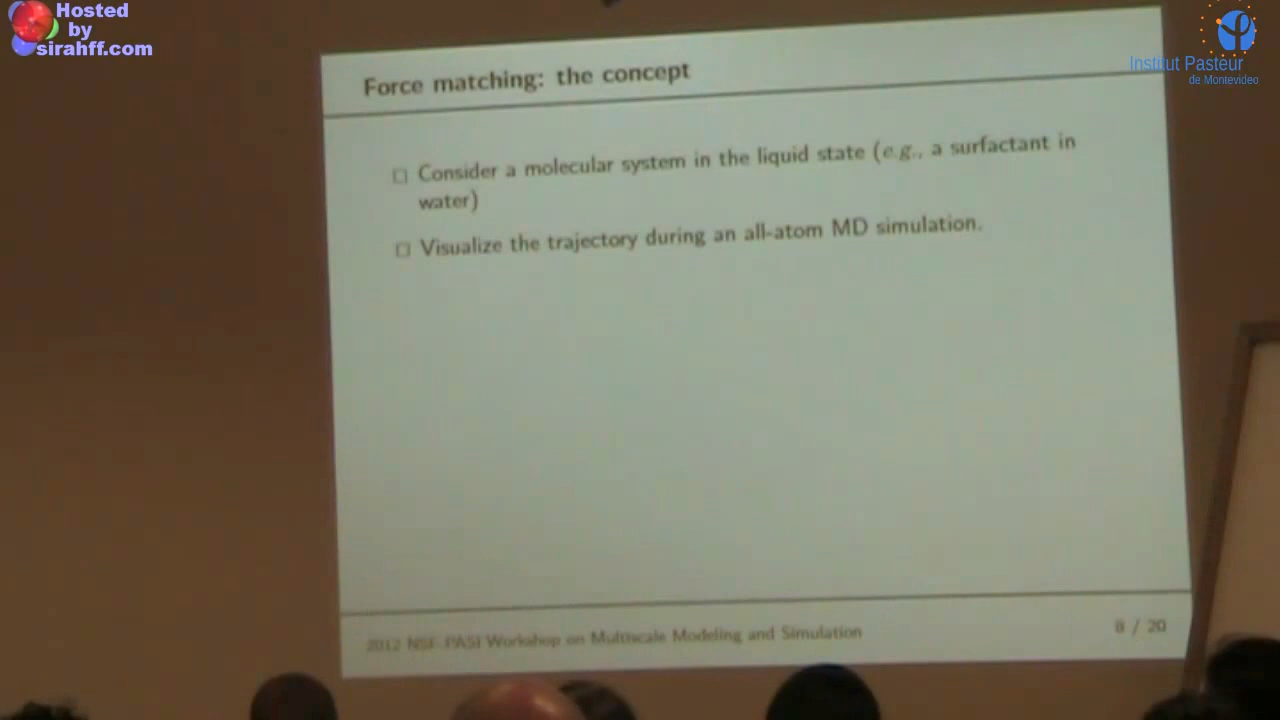 Hosted
by
sirahff.com
Institut Pasteur
de Montevideo
Force matching: the concept
Consider a molecular system in the liquid state (e.g., a surfactant in
water)
Visualize the trajectory during an all-atom MD simulation.
2012 NSF-PASI Workshop on Multiscale Modeling and Simulation
8 / 20